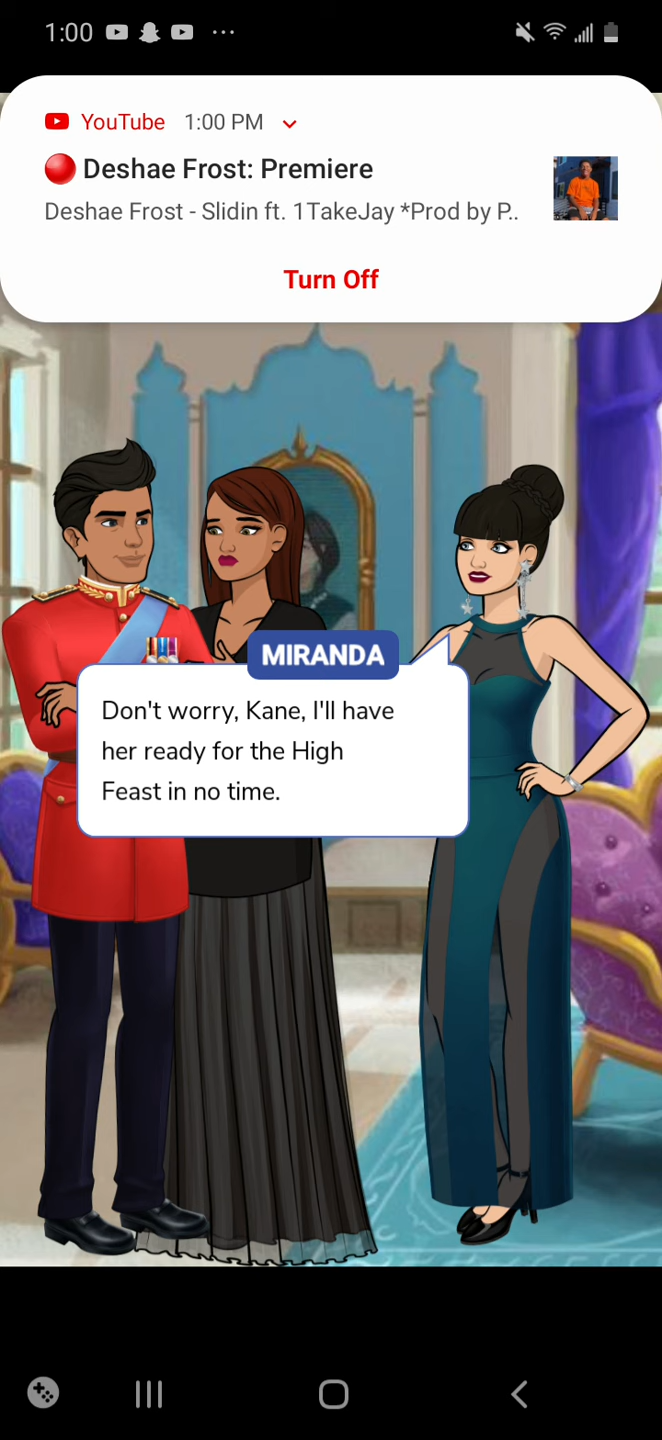 1:00
YouTube 1:00 PM
Deshae Frost: Premiere
Deshae Frost - Slidin ft. 1TakeJay *Prod by P..
Turn Off
MIRANDA
Don't worry, Kane, I'll have
her ready for the High
Feast in no time.